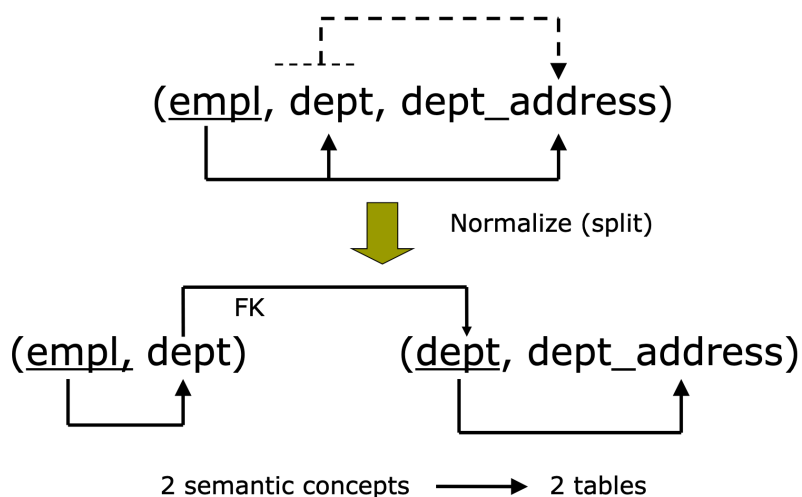 (empl, dept, dept_address)
Normalize (split)
FK
(empl, dept)
(dept, dept_address)
2 semantic concepts
2 tables